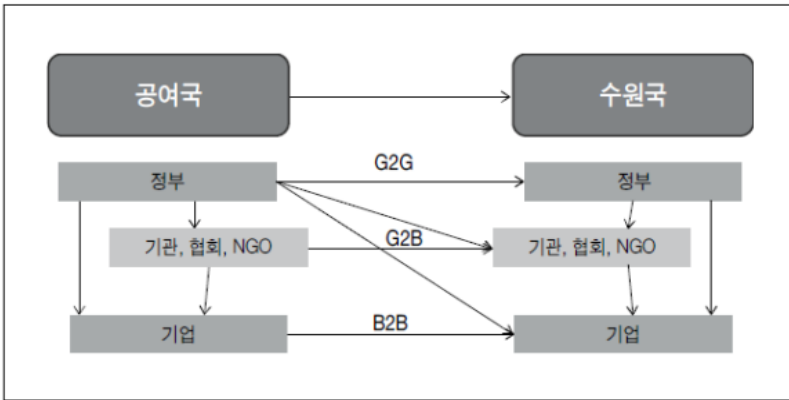 공여국
수원국
G2G
정부
정부
기관, 협회, NGO
G2B
기관, 협회, NGO
B2B
기업
기업